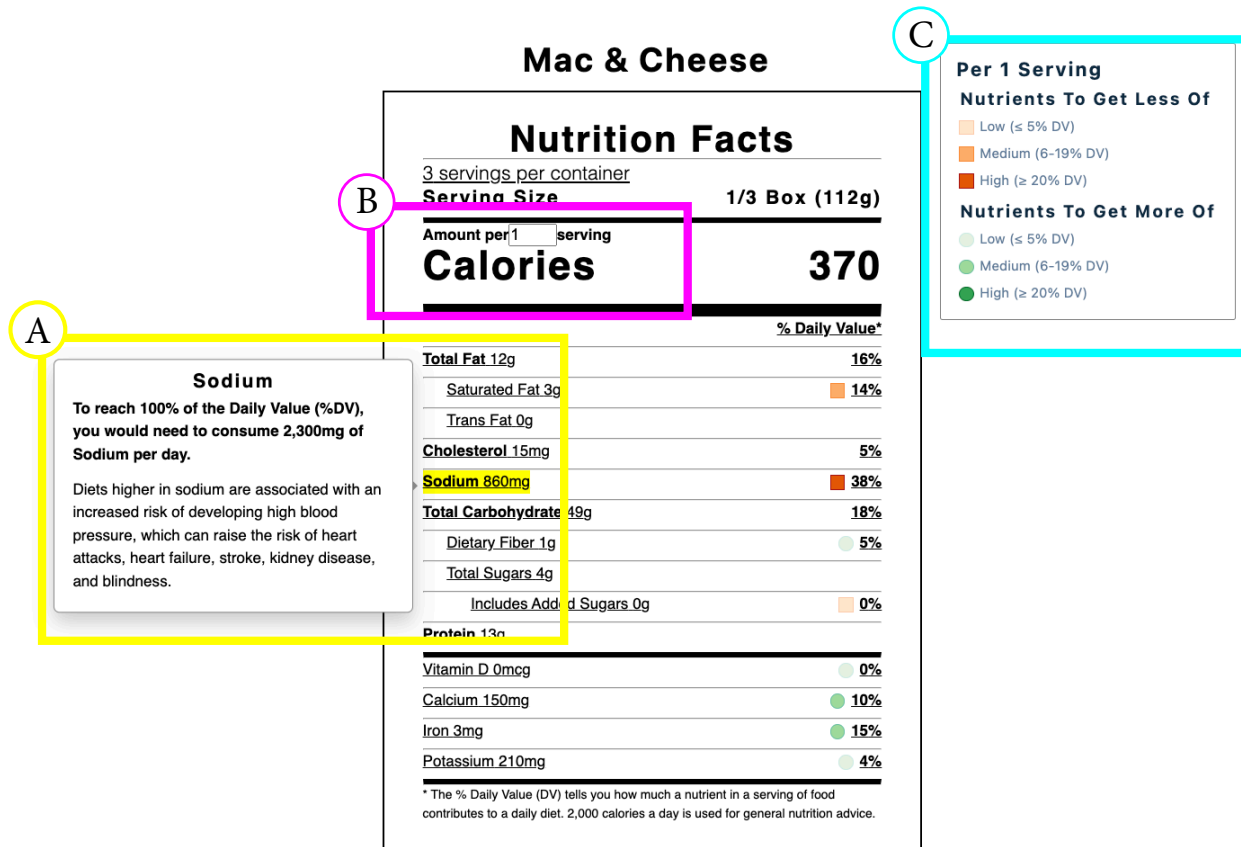 C
Mac & Cheese
Per 1 Serving
Nutrients To Get Less Of
Low (≤ 5% DV)
Medium (6-19% DV)
High (≥ 20% DV)
Nutrients To Get More Of
Low (≤ 5% DV)
Medium (6-19% DV)
High (≥ 20% DV)
Nutrition Facts
3 servings per container
Serving Size 1/3 Box (112g)
B
Amount per 1 serving
Calories 370
% Daily Value*
A
Sodium
To reach 100% of the Daily Value (%DV),
you would need to consume 2,300mg of
Sodium per day.
Diets higher in sodium are associated with an
increased risk of developing high blood
pressure, which can raise the risk of heart
attacks, heart failure, stroke, kidney disease,
and blindness.
Total Fat 12g 16%
Saturated Fat 3g 14%
Trans Fat 0g
Cholesterol 15mg 5%
Sodium 860mg 38%
Total Carbohydrate 49g 18%
Dietary Fiber 1g 5%
Total Sugars 4g
Includes Added Sugars 0g 0%
Protein 13g
Vitamin D 0mcg 0%
Calcium 150mg 10%
Iron 3mg 15%
Potassium 210mg 4%
* The % Daily Value (DV) tells you how much a nutrient in a serving of food
contributes to a daily diet. 2,000 calories a day is used for general nutrition advice.